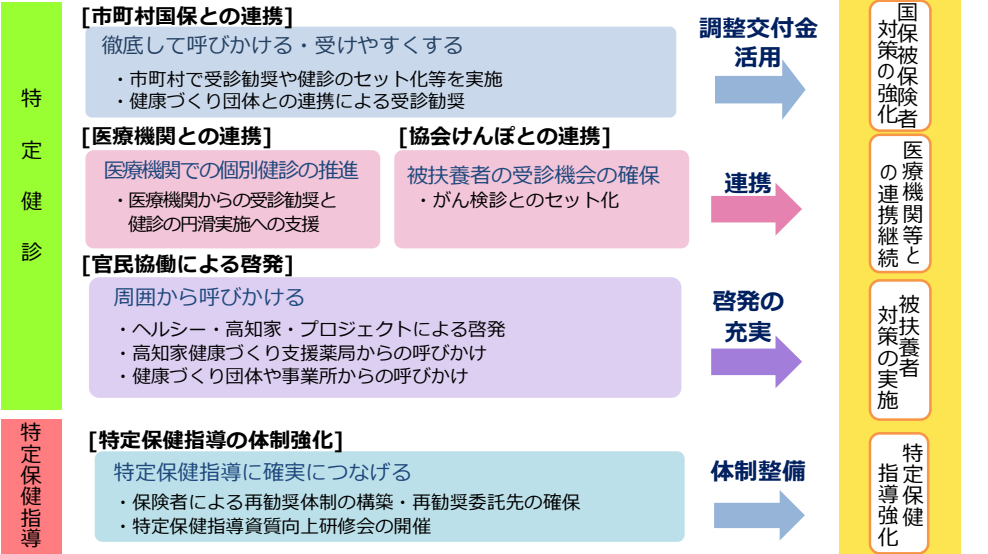 特定健診
[市町村国保との連携]
徹底して呼びかける・受けやすくする
・市町村で受診勧奨や健診のセット化等を実施
・健康づくり団体との連携による受診勧奨
調整交付金
活用
国保被保険者
対策の強化
[医療機関との連携]
医療機関での個別健診の推進
・医療機関からの受診勧奨と
健診の円滑実施への支援
[協会けんぽとの連携]
被扶養者の受診機会の確保
・がん検診とのセット化
連携
医療機関等と
の連携継続
[官民協働による啓発]
周囲から呼びかける
・ヘルシー・高知家・プロジェクトによる啓発
・高知家健康づくり支援薬局からの呼びかけ
・健康づくり団体や事業所からの呼びかけ
啓発の
充実
被扶養者
対策の実施
特定保健指導
[特定保健指導の体制強化]
特定保健指導に確実につなげる
・保険者による再勧奨体制の構築・再勧奨委託先の確保
・特定保健指導資質向上研修会の開催
体制整備
特定保健
指導強化